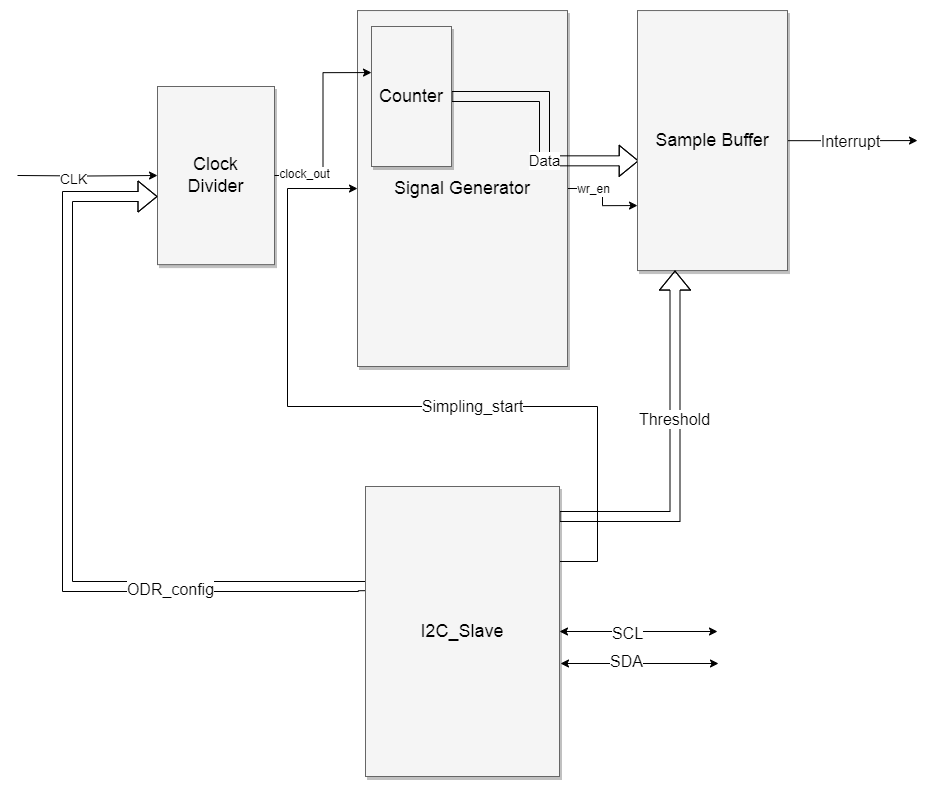 Counter
Sample Buffer
Interrupt
Clock
Divider
Data
CLK
clock_out
Signal Generator
wr_en
Simpling_start
Threshold
ODR_config
I2C_Slave
SCL
SDA